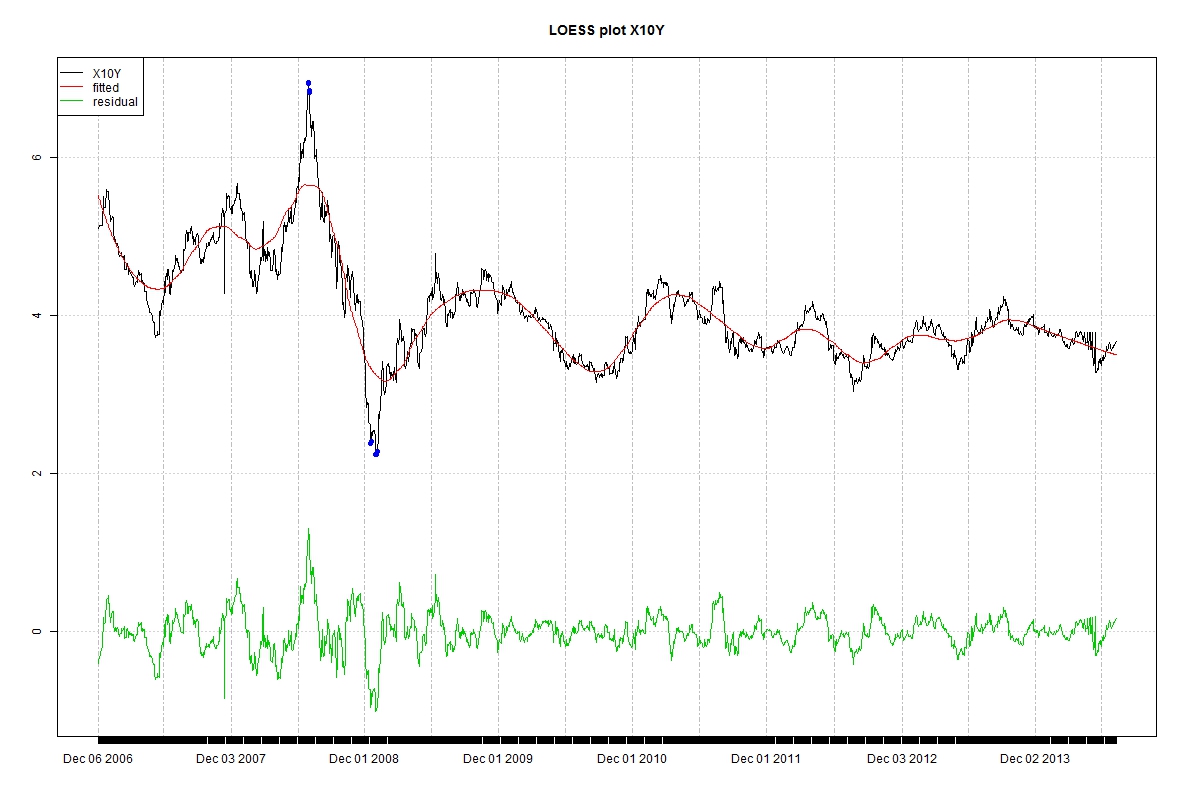 LOESS plot X10Y
X10Y
fitted
residual
6
4
2
0
Dec 06 2006 Dec 03 2007 Dec 01 2008 Dec 01 2009 Dec 01 2010 Dec 01 2011 Dec 03 2012 Dec 02 2013